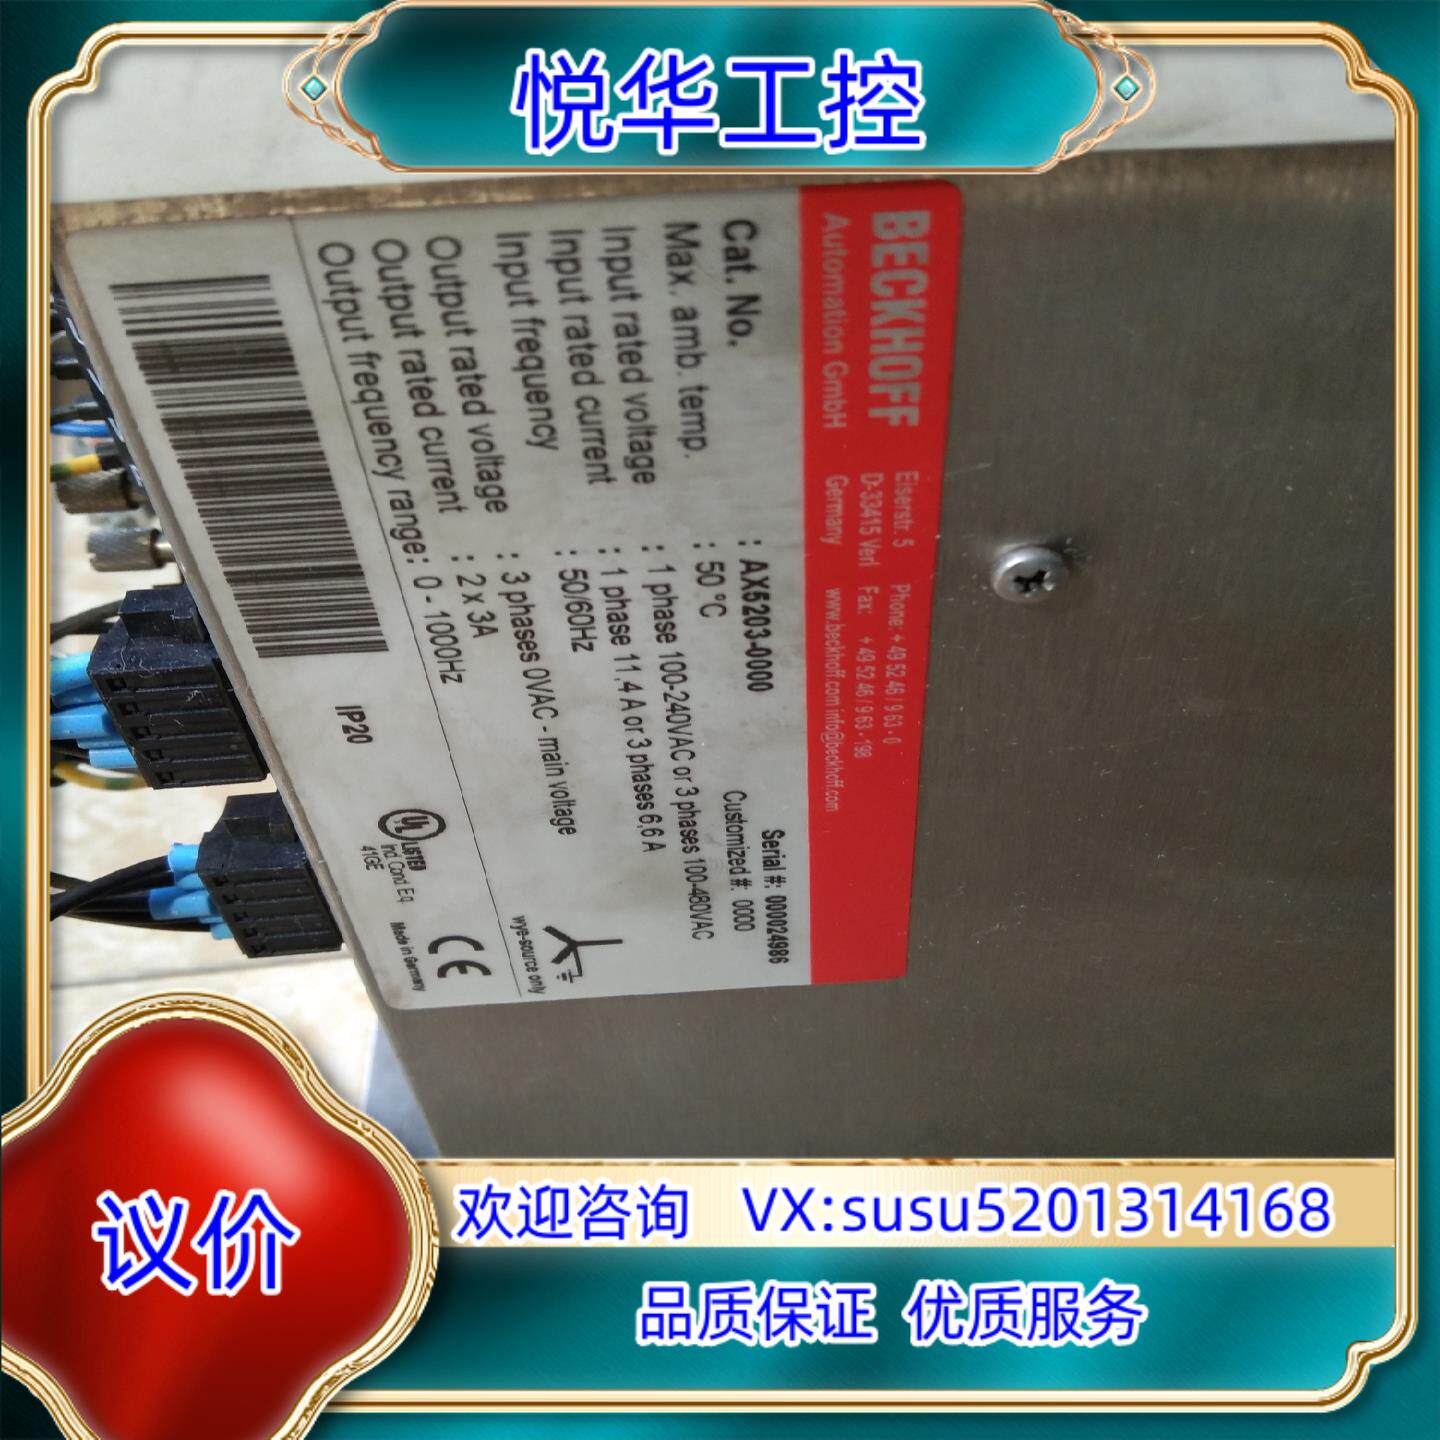 悦华工控
BECKHOFF
Automation GmbH
Eiserstr. 5 Phone: + 49 52 46 / 9 63 - 0
D-33415 Verl Fax: + 49 52 46 / 9 63 - 198
Germany www.beckhoff.com info@beckhoff.com
Cat. No. : AX5203-0000 Serial #: 000024986
Max. amb. temp. : 50 °C Customized #: 0000
Input rated voltage : 1 phase 100-240VAC or 3 phases 100-480VAC
Input rated current : 1 phase 11,4 A or 3 phases 6,6 A
Input frequency : 50/60Hz
Output rated voltage : 3 phases 0VAC - main voltage
Output rated current : 2 x 3A
Output frequency range: 0 - 1000Hz
wye-source only
IP20
UL
LISTED
Ind. Cond. Eq.
41GE
CE
Made in Germany
议价
欢迎咨询 VX:susu5201314168
品质保证 优质服务